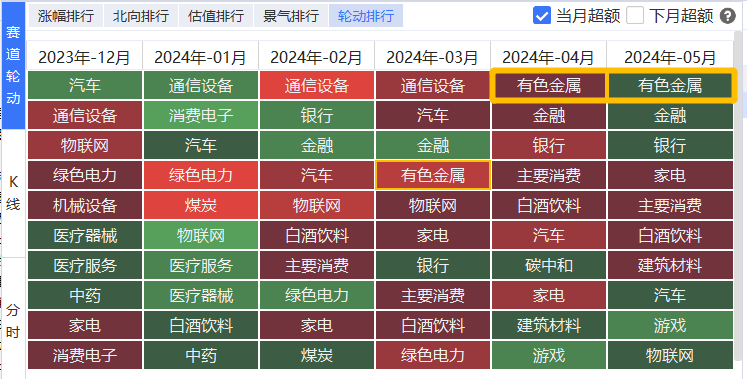 涨幅排行 北向排行 估值排行 景气排行 轮动排行 当月超额 下月超额 ?
赛道轮动
K线
分时
2023年-12月 2024年-01月 2024年-02月 2024年-03月 2024年-04月 2024年-05月
汽车 通信设备 通信设备 通信设备 有色金属 有色金属
通信设备 消费电子 银行 汽车 金融 金融
物联网 汽车 金融 金融 银行 银行
绿色电力 绿色电力 汽车 有色金属 主要消费 家电
机械设备 煤炭 物联网 物联网 白酒饮料 主要消费
医疗器械 物联网 白酒饮料 家电 汽车 白酒饮料
医疗服务 医疗服务 主要消费 银行 碳中和 建筑材料
中药 医疗器械 绿色电力 主要消费 家电 汽车
家电 白酒饮料 家电 白酒饮料 建筑材料 游戏
消费电子 中药 煤炭 绿色电力 游戏 物联网